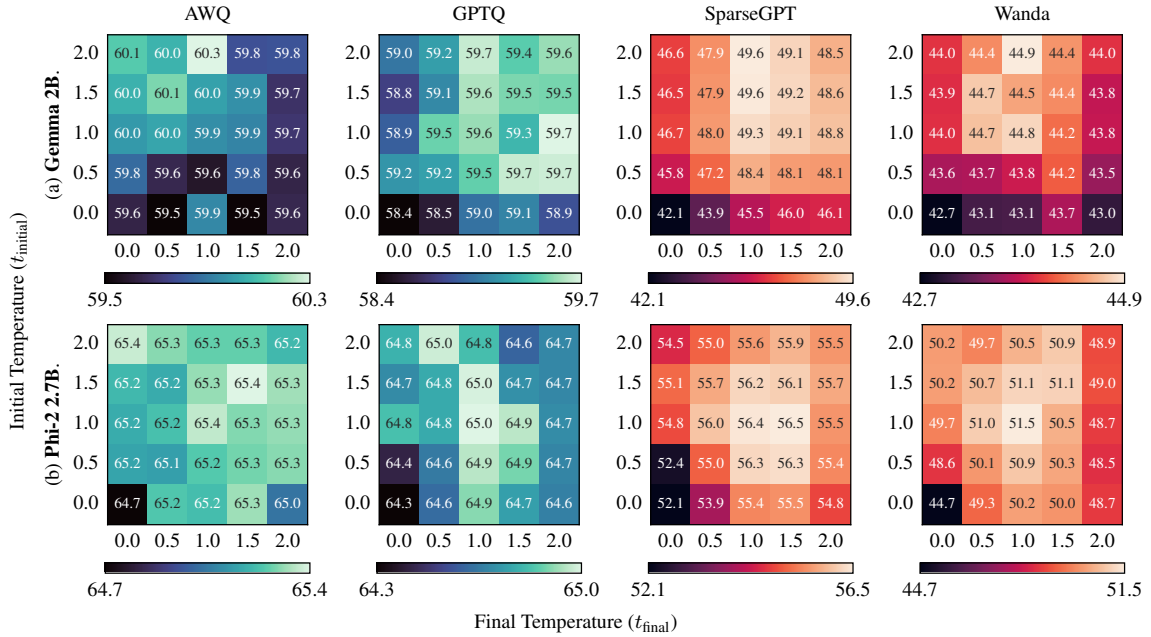 AWQ GPTQ SparseGPT Wanda
Initial Temperature (t_initial)
(a) Gemma 2B.
2.0 60.1 60.0 60.3 59.8 59.8 2.0 59.0 59.2 59.7 59.4 59.6 2.0 46.6 47.9 49.6 49.1 48.5 2.0 44.0 44.4 44.9 44.4 44.0
1.5 60.0 60.1 60.0 59.9 59.7 1.5 58.8 59.1 59.6 59.5 59.5 1.5 46.5 47.9 49.6 49.2 48.6 1.5 43.9 44.7 44.5 44.4 43.8
1.0 60.0 60.0 59.9 59.9 59.7 1.0 58.9 59.5 59.6 59.3 59.7 1.0 46.7 48.0 49.3 49.1 48.8 1.0 44.0 44.7 44.8 44.2 43.8
0.5 59.8 59.6 59.6 59.8 59.6 0.5 59.2 59.2 59.5 59.7 59.7 0.5 45.8 47.2 48.4 48.1 48.1 0.5 43.6 43.7 43.8 44.2 43.5
0.0 59.6 59.5 59.9 59.5 59.6 0.0 58.4 58.5 59.0 59.1 58.9 0.0 42.1 43.9 45.5 46.0 46.1 0.0 42.7 43.1 43.1 43.7 43.0
0.0 0.5 1.0 1.5 2.0 0.0 0.5 1.0 1.5 2.0 0.0 0.5 1.0 1.5 2.0 0.0 0.5 1.0 1.5 2.0
59.5 60.3 58.4 59.7 42.1 49.6 42.7 44.9
(b) Phi-2 2.7B.
2.0 65.4 65.3 65.3 65.3 65.2 2.0 64.8 65.0 64.8 64.6 64.7 2.0 54.5 55.0 55.6 55.9 55.5 2.0 50.2 49.7 50.5 50.9 48.9
1.5 65.2 65.2 65.3 65.4 65.3 1.5 64.7 64.8 65.0 64.7 64.7 1.5 55.1 55.7 56.2 56.1 55.7 1.5 50.2 50.7 51.1 51.1 49.0
1.0 65.2 65.2 65.4 65.3 65.3 1.0 64.8 64.8 65.0 64.9 64.7 1.0 54.8 56.0 56.4 56.5 55.5 1.0 49.7 51.0 51.5 50.5 48.7
0.5 65.2 65.1 65.2 65.3 65.3 0.5 64.4 64.6 64.9 64.9 64.7 0.5 52.4 55.0 56.3 56.3 55.4 0.5 48.6 50.1 50.9 50.3 48.5
0.0 64.7 65.2 65.2 65.3 65.0 0.0 64.3 64.6 64.9 64.7 64.6 0.0 52.1 53.9 55.4 55.5 54.8 0.0 44.7 49.3 50.2 50.0 48.7
0.0 0.5 1.0 1.5 2.0 0.0 0.5 1.0 1.5 2.0 0.0 0.5 1.0 1.5 2.0 0.0 0.5 1.0 1.5 2.0
64.7 65.4 64.3 65.0 52.1 56.5 44.7 51.5
Final Temperature (t_final)